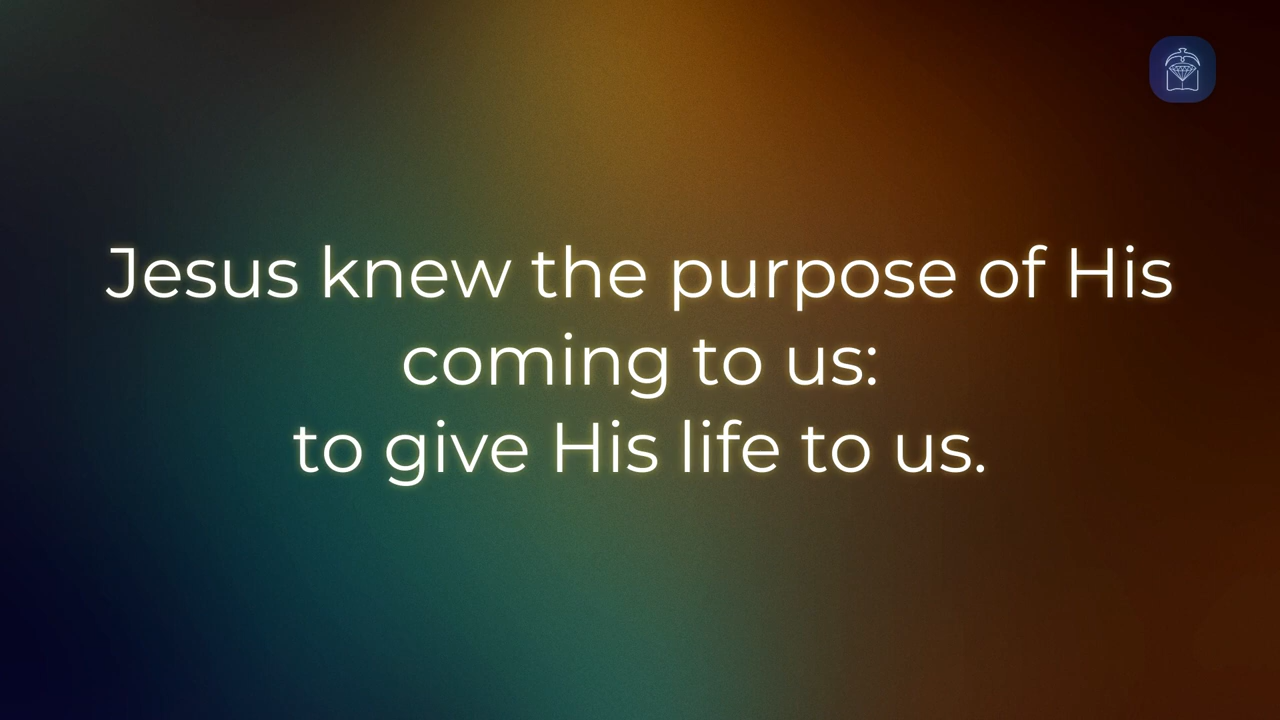 Jesus knew the purpose of His
coming to us:
to give His life to us.